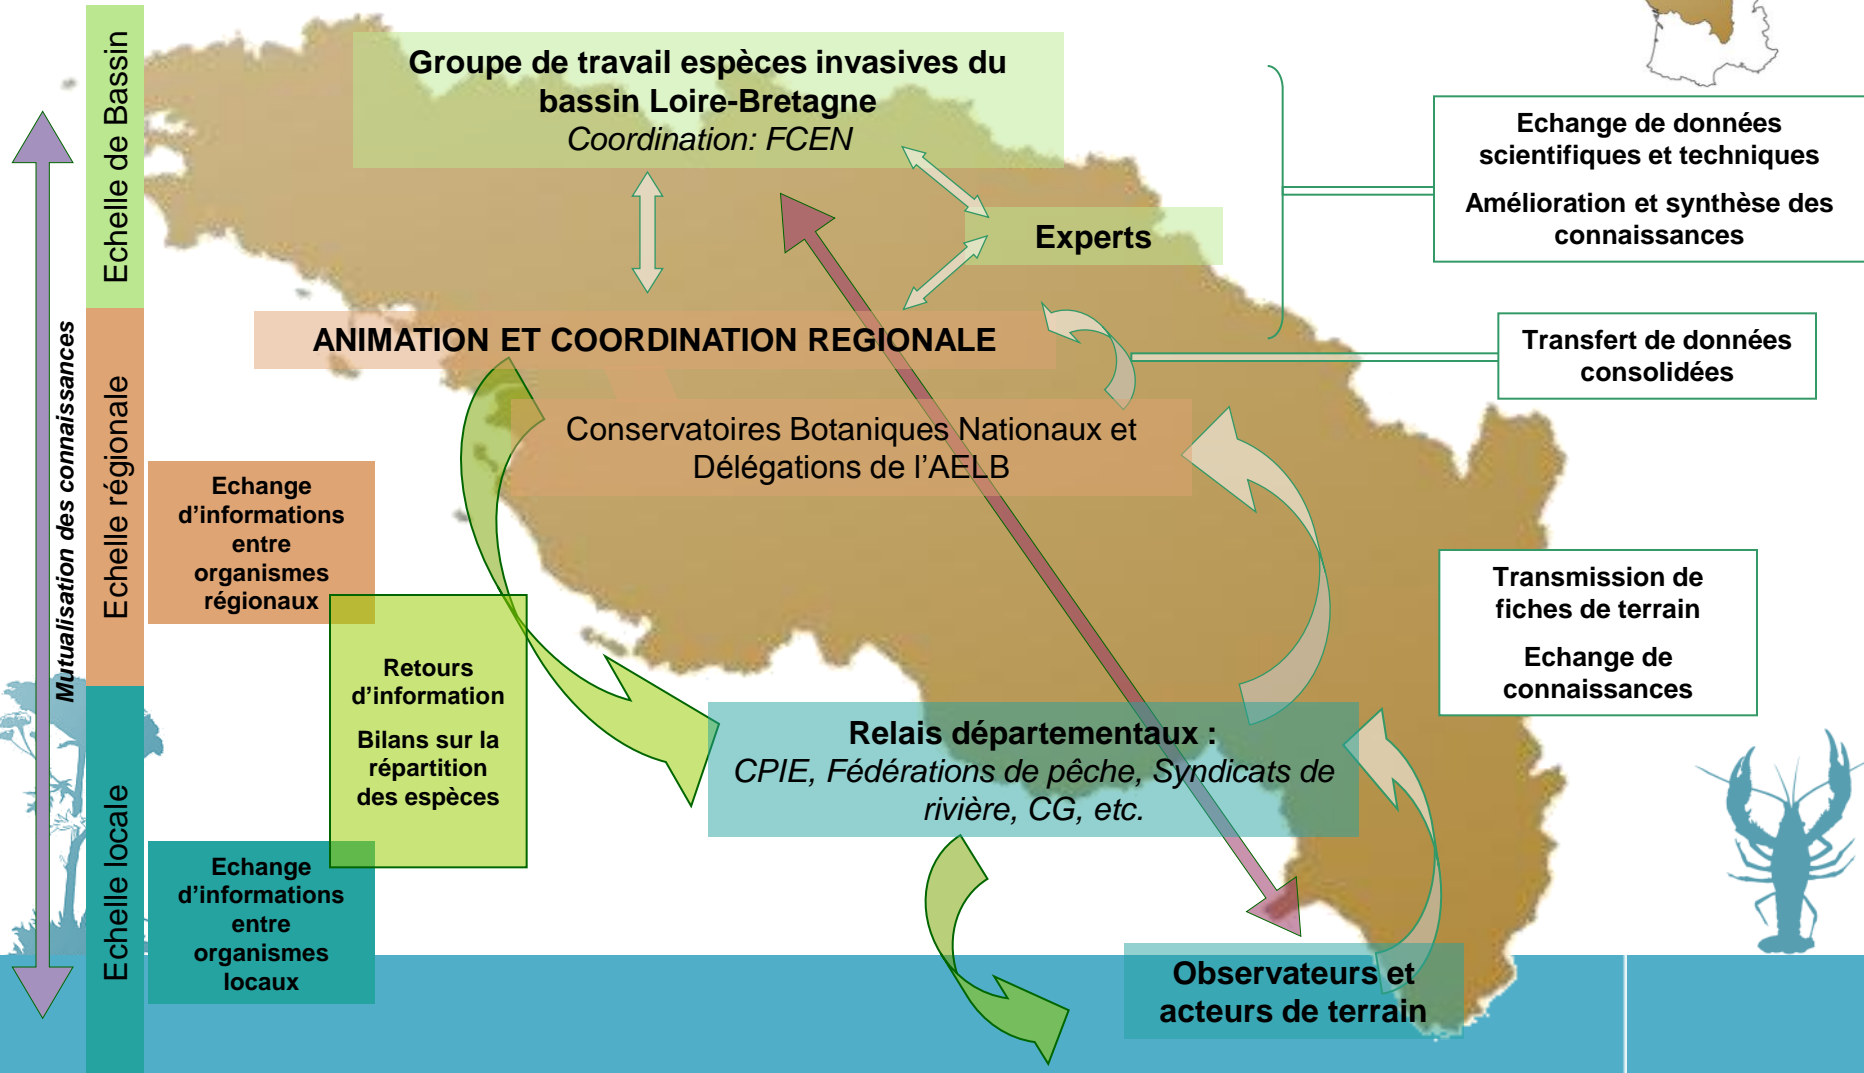 Groupe de travail espèces invasives du
bassin Loire-Bretagne
Coordination: FCEN
Echelle de Bassin
Echange de données
scientifiques et techniques
Amélioration et synthèse des
connaissances
Experts
ANIMATION ET COORDINATION REGIONALE
Transfert de données
consolidées
Mutualisation des connaissances
Echelle régionale
Conservatoires Botaniques Nationaux et
Délégations de l'AELB
Echange
d'informations
entre
organismes
régionaux
Transmission de
fiches de terrain
Echange de
connaissances
Retours
d'information
Bilans sur la
répartition
des espèces
Relais départementaux :
CPIE, Fédérations de pêche, Syndicats de
rivière, CG, etc.
Echelle locale
Echange
d'informations
entre
organismes
locaux
Observateurs et
acteurs de terrain